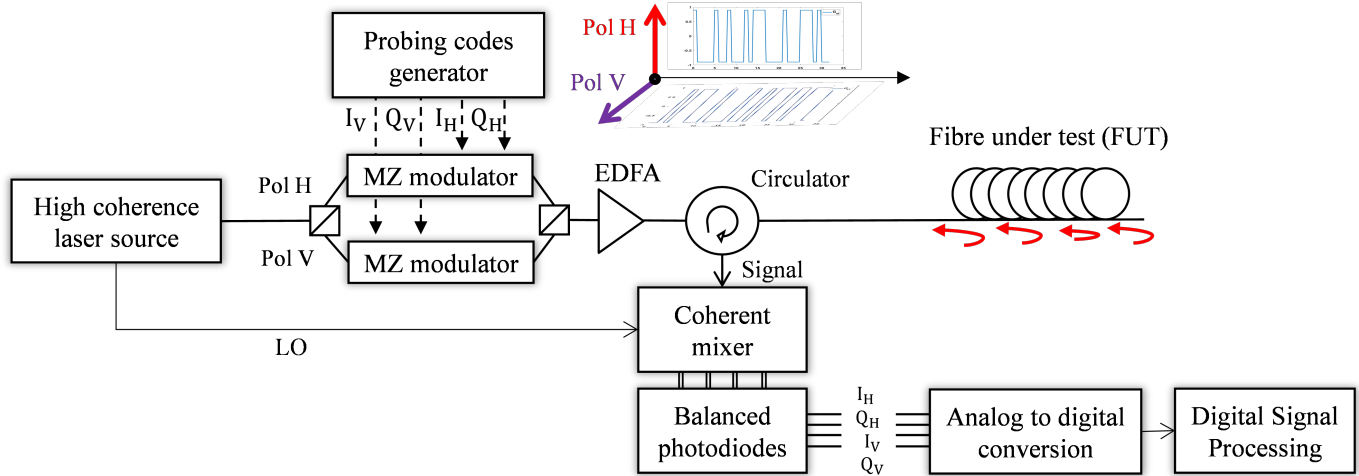 Probing codes
generator
I_V Q_V I_H Q_H
Pol H
Pol V
High coherence
laser source
Pol H
Pol V
MZ modulator
MZ modulator
EDFA
Circulator
Fibre under test (FUT)
Signal
LO
Coherent
mixer
Balanced
photodiodes
I_H
Q_H
I_V
Q_V
Analog to digital
conversion
Digital Signal
Processing